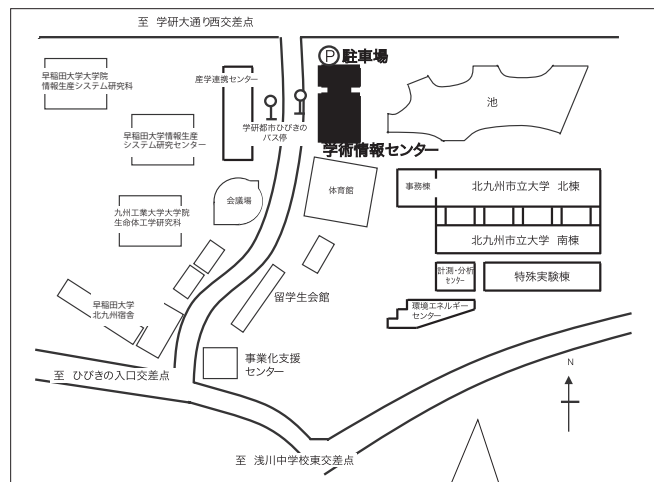 至 学研大通り西交差点
Ⓟ 駐車場
早稲田大学大学院
情報生産システム研究科
産学連携センター
池
早稲田大学情報生産
システム研究センター
学研都市ひびきの
バス停
学術情報センター
体育館
事務棟
北九州市立大学 北棟
会議場
九州工業大学大学院
生命体工学研究科
北九州市立大学 南棟
計測・分析
センター
特殊実験棟
留学生会館
早稲田大学
北九州宿舎
環境エネルギー
センター
事業化支援
センター
至 ひびきの入口交差点
N
至 浅川中学校東交差点